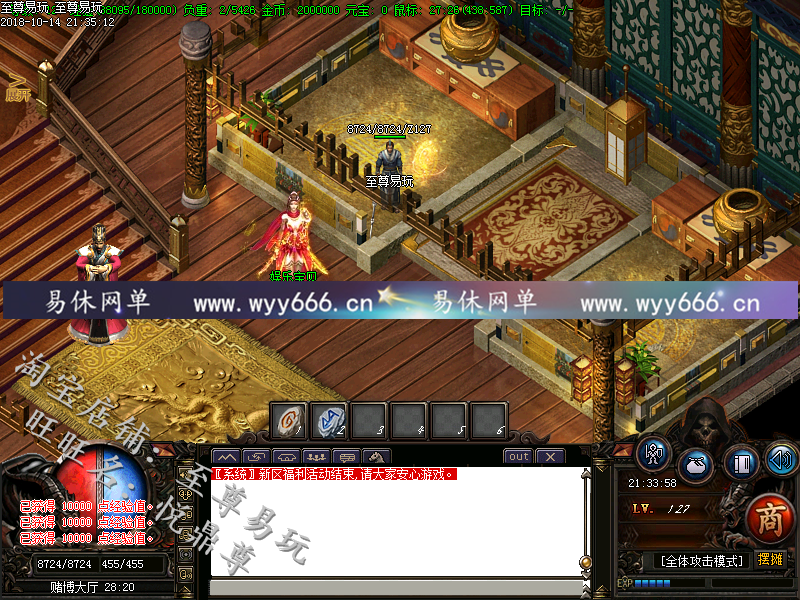 至尊易玩 至尊易玩 8095/180000) 负重: 2/5426 金币: 2000000 元宝: 0 鼠标: 27:26(438:587) 目标: -/-
2018-10-14 21:35:12
展开
8724/8724/Z127
至尊易玩
娱乐宝贝
易休网单 www.wyy666.cn 易休网单 www.wyy666.cn
淘宝店铺:至尊易玩
旺旺名:悦鼎尊
1 2 3 4 5 6
out
【系统】新区福利活动结束,请大家安心游戏。
已获得 10000 点经验值。
已获得 10000 点经验值。
已获得 10000 点经验值。
8724/8724 455/455
赌博大厅 28:20
21:33:58
LV. 127
商
[全体攻击模式]
摆摊
EXP